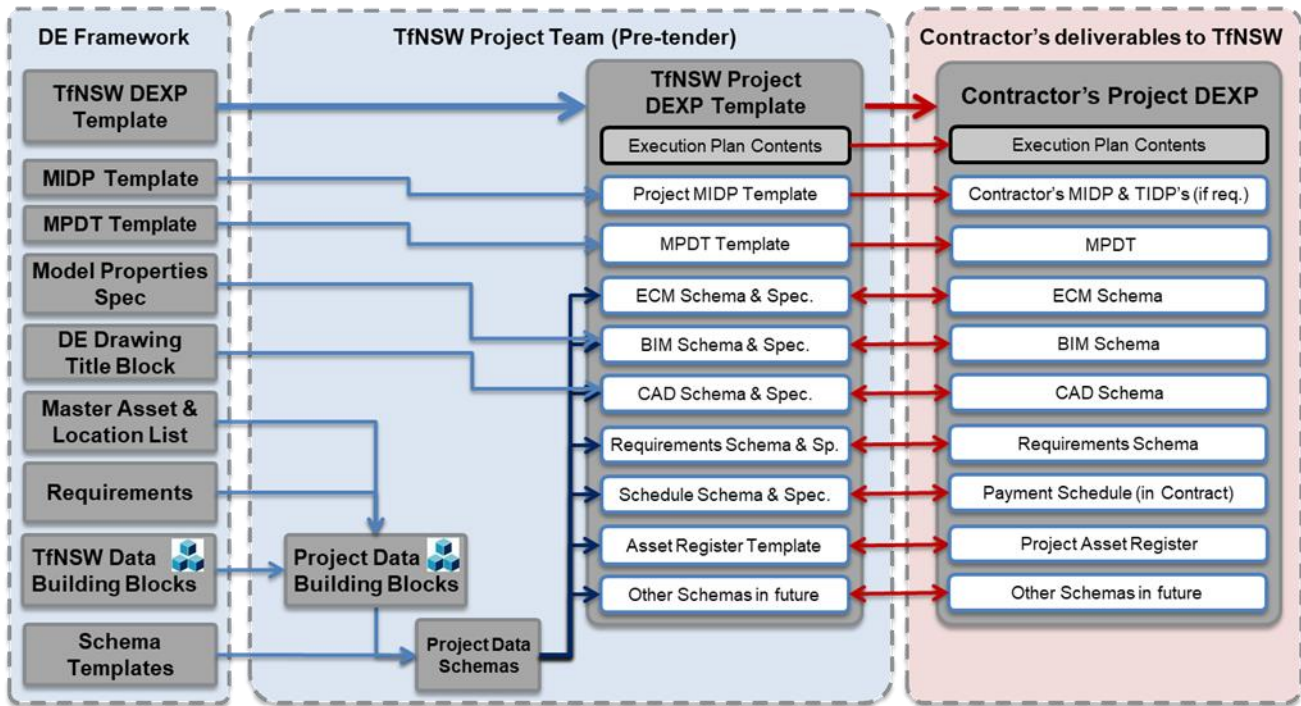 DE Framework
TfNSW DEXP
Template
MIDP Template
MPDT Template
Model Properties
Spec
DE Drawing
Title Block
Master Asset &
Location List
Requirements
TfNSW Data
Building Blocks
Schema
Templates
TfNSW Project Team (Pre-tender)
Project Data
Building Blocks
Project Data
Schemas
TfNSW Project
DEXP Template
Execution Plan Contents
Project MIDP Template
MPDT Template
ECM Schema & Spec.
BIM Schema & Spec.
CAD Schema & Spec.
Requirements Schema & Sp.
Schedule Schema & Spec.
Asset Register Template
Other Schemas in future
Contractor's deliverables to TfNSW
Contractor's Project DEXP
Execution Plan Contents
Contractor's MIDP & TIDP's (if req.)
MPDT
ECM Schema
BIM Schema
CAD Schema
Requirements Schema
Payment Schedule (in Contract)
Project Asset Register
Other Schemas in future